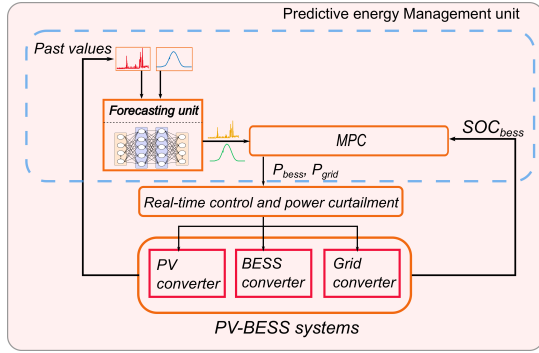 Predictive energy Management unit
Past values
Forecasting unit
MPC
SOCbess
Pbess, Pgrid
Real-time control and power curtailment
PV
converter
BESS
converter
Grid
converter
PV-BESS systems